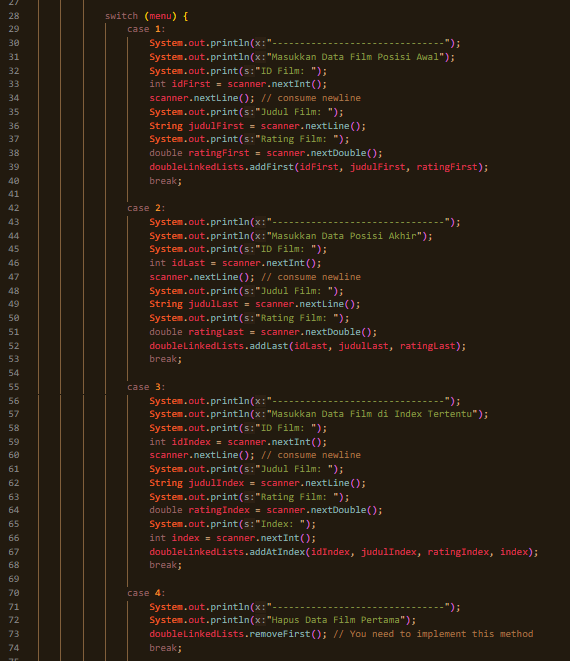 27
28 switch (menu) {
29 case 1:
30 System.out.println(x:"-------------------------------");
31 System.out.println(x:"Masukkan Data Film Posisi Awal");
32 System.out.print(s:"ID Film: ");
33 int idFirst = scanner.nextInt();
34 scanner.nextLine(); // consume newline
35 System.out.print(s:"Judul Film: ");
36 String judulFirst = scanner.nextLine();
37 System.out.print(s:"Rating Film: ");
38 double ratingFirst = scanner.nextDouble();
39 doubleLinkedLists.addFirst(idFirst, judulFirst, ratingFirst);
40 break;
41
42 case 2:
43 System.out.println(x:"-------------------------------");
44 System.out.println(x:"Masukkan Data Posisi Akhir");
45 System.out.print(s:"ID Film: ");
46 int idLast = scanner.nextInt();
47 scanner.nextLine(); // consume newline
48 System.out.print(s:"Judul Film: ");
49 String judulLast = scanner.nextLine();
50 System.out.print(s:"Rating Film: ");
51 double ratingLast = scanner.nextDouble();
52 doubleLinkedLists.addLast(idLast, judulLast, ratingLast);
53 break;
54
55 case 3:
56 System.out.println(x:"-------------------------------");
57 System.out.println(x:"Masukkan Data Film di Index Tertentu");
58 System.out.print(s:"ID Film: ");
59 int idIndex = scanner.nextInt();
60 scanner.nextLine(); // consume newline
61 System.out.print(s:"Judul Film: ");
62 String judulIndex = scanner.nextLine();
63 System.out.print(s:"Rating Film: ");
64 double ratingIndex = scanner.nextDouble();
65 System.out.print(s:"Index: ");
66 int index = scanner.nextInt();
67 doubleLinkedLists.addAtIndex(idIndex, judulIndex, ratingIndex, index);
68 break;
69
70 case 4:
71 System.out.println(x:"-------------------------------");
72 System.out.println(x:"Hapus Data Film Pertama");
73 doubleLinkedLists.removeFirst(); // You need to implement this method
74 break;